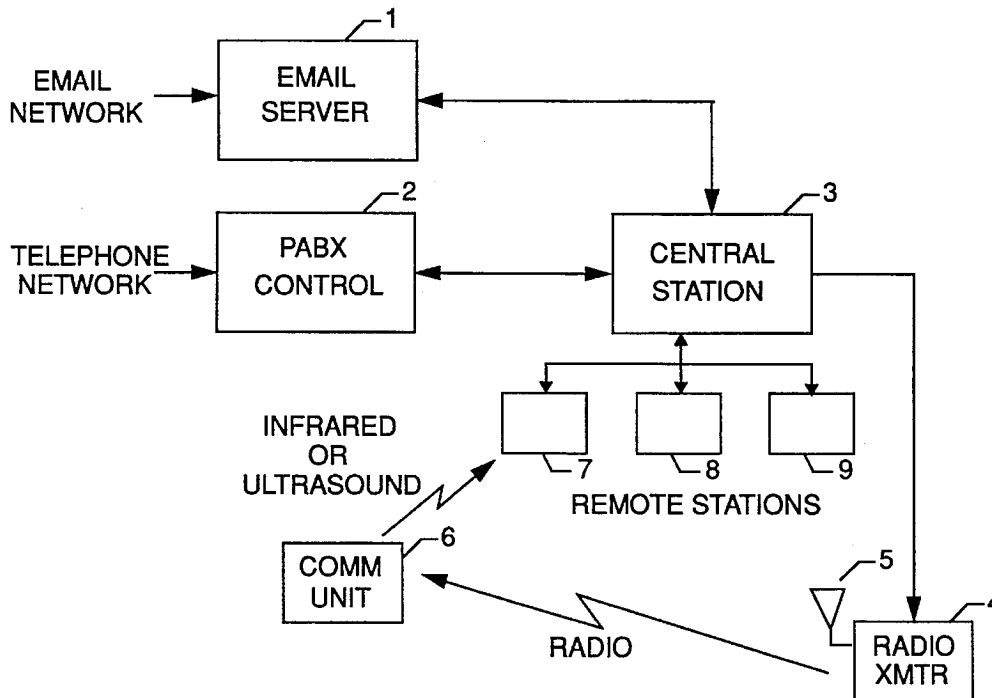 1
EMAIL
NETWORK
EMAIL
SERVER
2
3
TELEPHONE
NETWORK
PABX
CONTROL
CENTRAL
STATION
INFRARED
OR
ULTRASOUND
7
8
9
REMOTE STATIONS
6
COMM
UNIT
5
4
RADIO
RADIO
XMTR